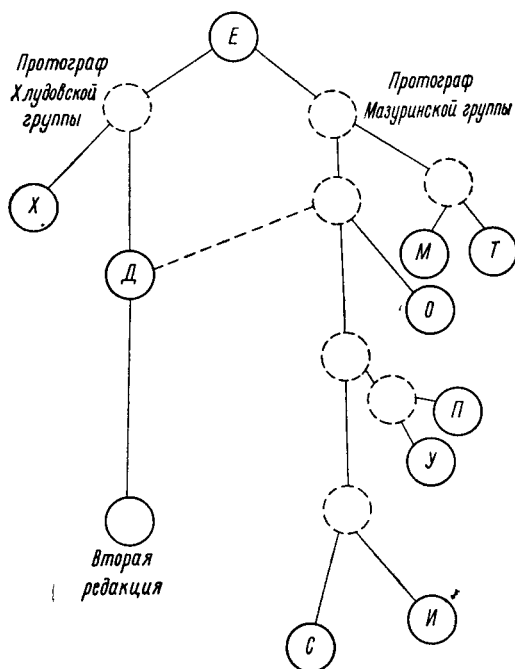 Е
Протограф
Хлудовской
группы
Протограф
Мазуринской группы
Х
М
Т
Д
О
П
У
Вторая
редакция
С
И